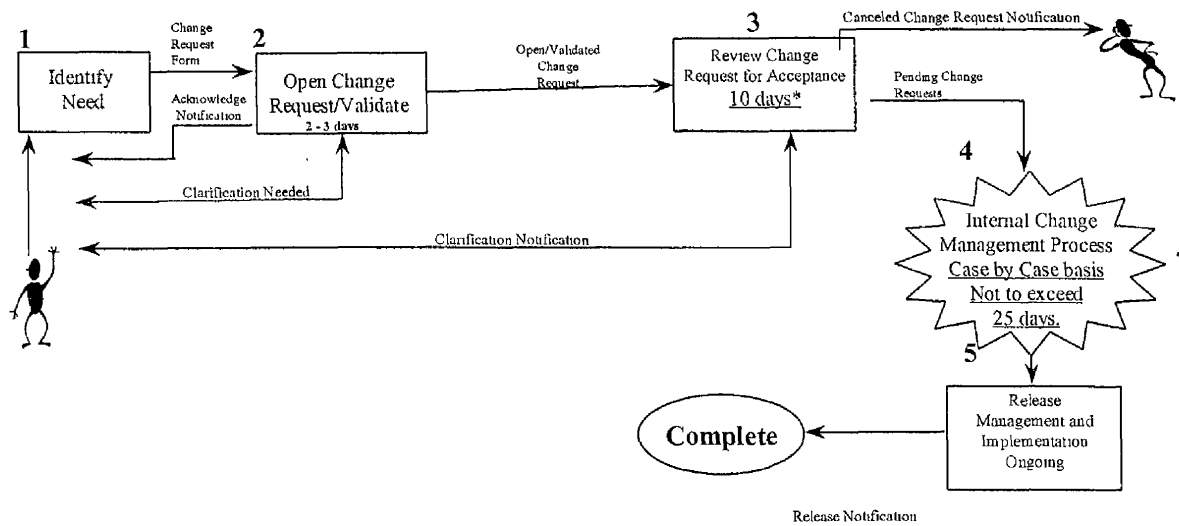 1
Identify
Need
Change
Request
Form
Acknowledge
Notification
2
Open Change
Request/Validate
2 - 3 days
Open/Validated
Change
Request
3
Review Change
Request for Acceptance
10 days*
Canceled Change Request Notification
Pending Change
Requests
Clarification Needed
Clarification Notification
4
Internal Change
Management Process
Case by Case basis
Not to exceed
25 days.
5
Release
Management and
Implementation
Ongoing
Complete
Release Notification